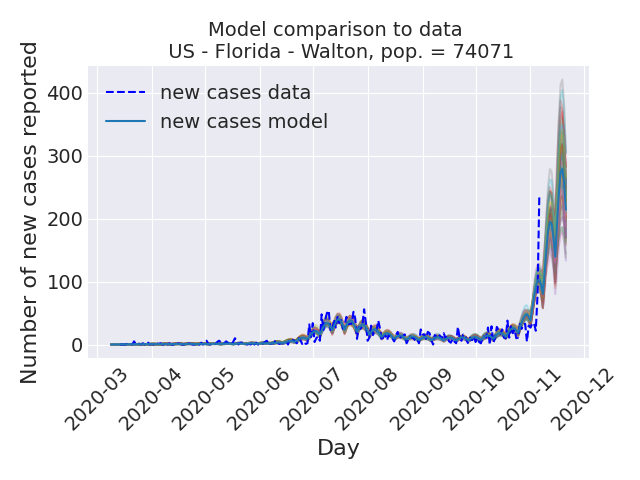 Model comparison to data
US - Florida - Walton, pop. = 74071
Number of new cases reported
400
300
200
100
0
new cases data
new cases model
2020-03
2020-04
2020-05
2020-06
2020-07
2020-08
2020-09
2020-10
2020-11
2020-12
Day